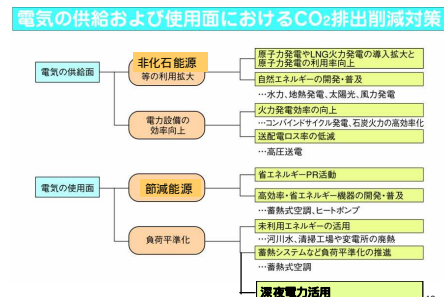 電気の供給および使用面におけるCO₂排出削減対策
電気の供給面
非化石能源
等の利用拡大
原子力発電やLNG火力発電の導入拡大と
原子力発電の利用率向上
自然エネルギーの開発・普及
…水力、地熱発電、太陽光、風力発電
電力設備の
効率向上
火力発電効率の向上
…コンバインドサイクル発電、石炭火力の高効率化
送配電ロス率の低減
…高圧送電
電気の使用面
節減能源
省エネルギーPR活動
高効率・省エネルギー機器の開発・普及
…蓄熱式空調、ヒートポンプ
負荷平準化
未利用エネルギーの活用
…河川水、清掃工場や変電所の廃熱
蓄熱システムなど負荷平準化の推進
…蓄熱式空調
深夜電力活用